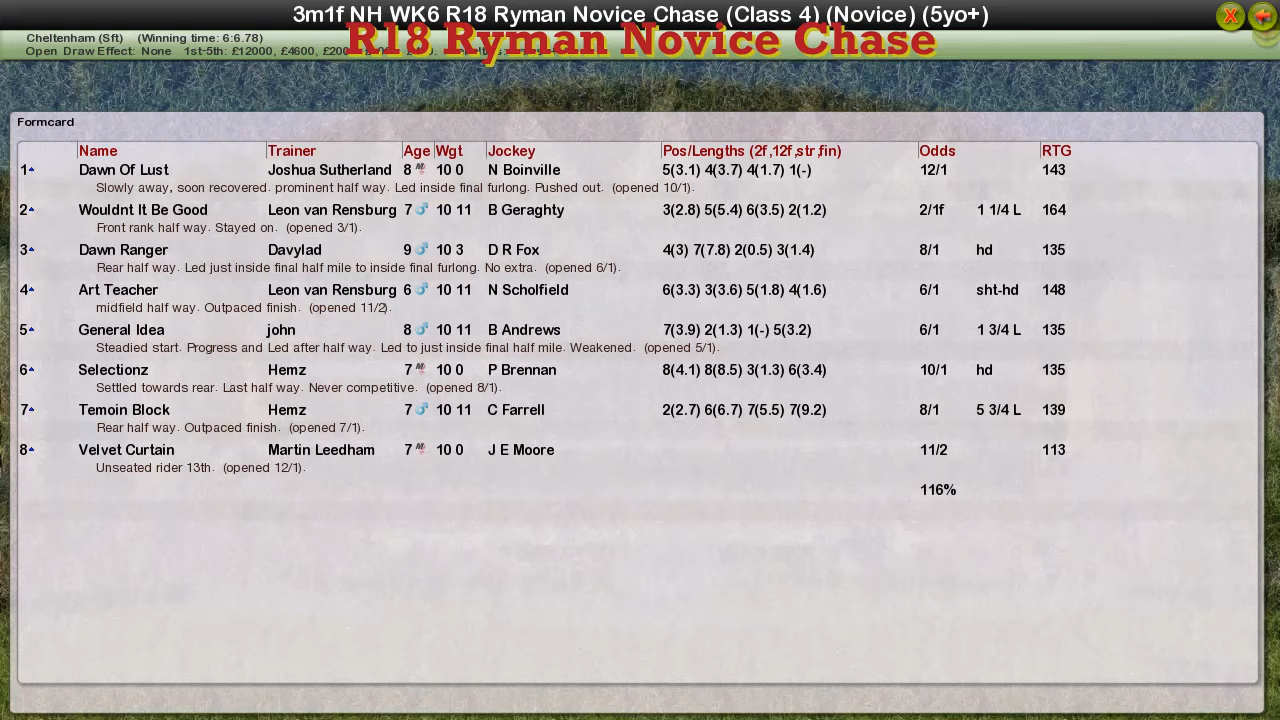 3m1f NH WK6 R18 Ryman Novice Chase (Class 4) (Novice) (5yo+)
R18 Ryman Novice Chase
Cheltenham (Sft) (Winning time: 6:6.78)
Open Draw Effect: None 1st-5th: £12000, £4600,
Formcard
Name Trainer Age Wgt Jockey Pos/Lengths (2f,12f,str,fin) Odds RTG
1 Dawn Of Lust Joshua Sutherland 8 10 0 N Boinville 5(3.1) 4(3.7) 4(1.7) 1(-) 12/1 143
Slowly away, soon recovered. prominent half way. Led inside final furlong. Pushed out. (opened 10/1).
2 Wouldnt It Be Good Leon van Rensburg 7 10 11 B Geraghty 3(2.8) 5(5.4) 6(3.5) 2(1.2) 2/1f 1 1/4 L 164
Front rank half way. Stayed on. (opened 3/1).
3 Dawn Ranger Davylad 9 10 3 D R Fox 4(3) 7(7.8) 2(0.5) 3(1.4) 8/1 hd 135
Rear half way. Led just inside final half mile to inside final furlong. No extra. (opened 6/1).
4 Art Teacher Leon van Rensburg 6 10 11 N Scholfield 6(3.3) 3(3.6) 5(1.8) 4(1.6) 6/1 sht-hd 148
midfield half way. Outpaced finish. (opened 11/2).
5 General Idea john 8 10 11 B Andrews 7(3.9) 2(1.3) 1(-) 5(3.2) 6/1 1 3/4 L 135
Steadied start. Progress and Led after half way. Led to just inside final half mile. Weakened. (opened 5/1).
6 Selectionz Hemz 7 10 0 P Brennan 8(4.1) 8(8.5) 3(1.3) 6(3.4) 10/1 hd 135
Settled towards rear. Last half way. Never competitive. (opened 8/1).
7 Temoin Block Hemz 7 10 11 C Farrell 2(2.7) 6(6.7) 7(5.5) 7(9.2) 8/1 5 3/4 L 139
Rear half way. Outpaced finish. (opened 7/1).
8 Velvet Curtain Martin Leedham 7 10 0 J E Moore 11/2 113
Unseated rider 13th. (opened 12/1).
116%